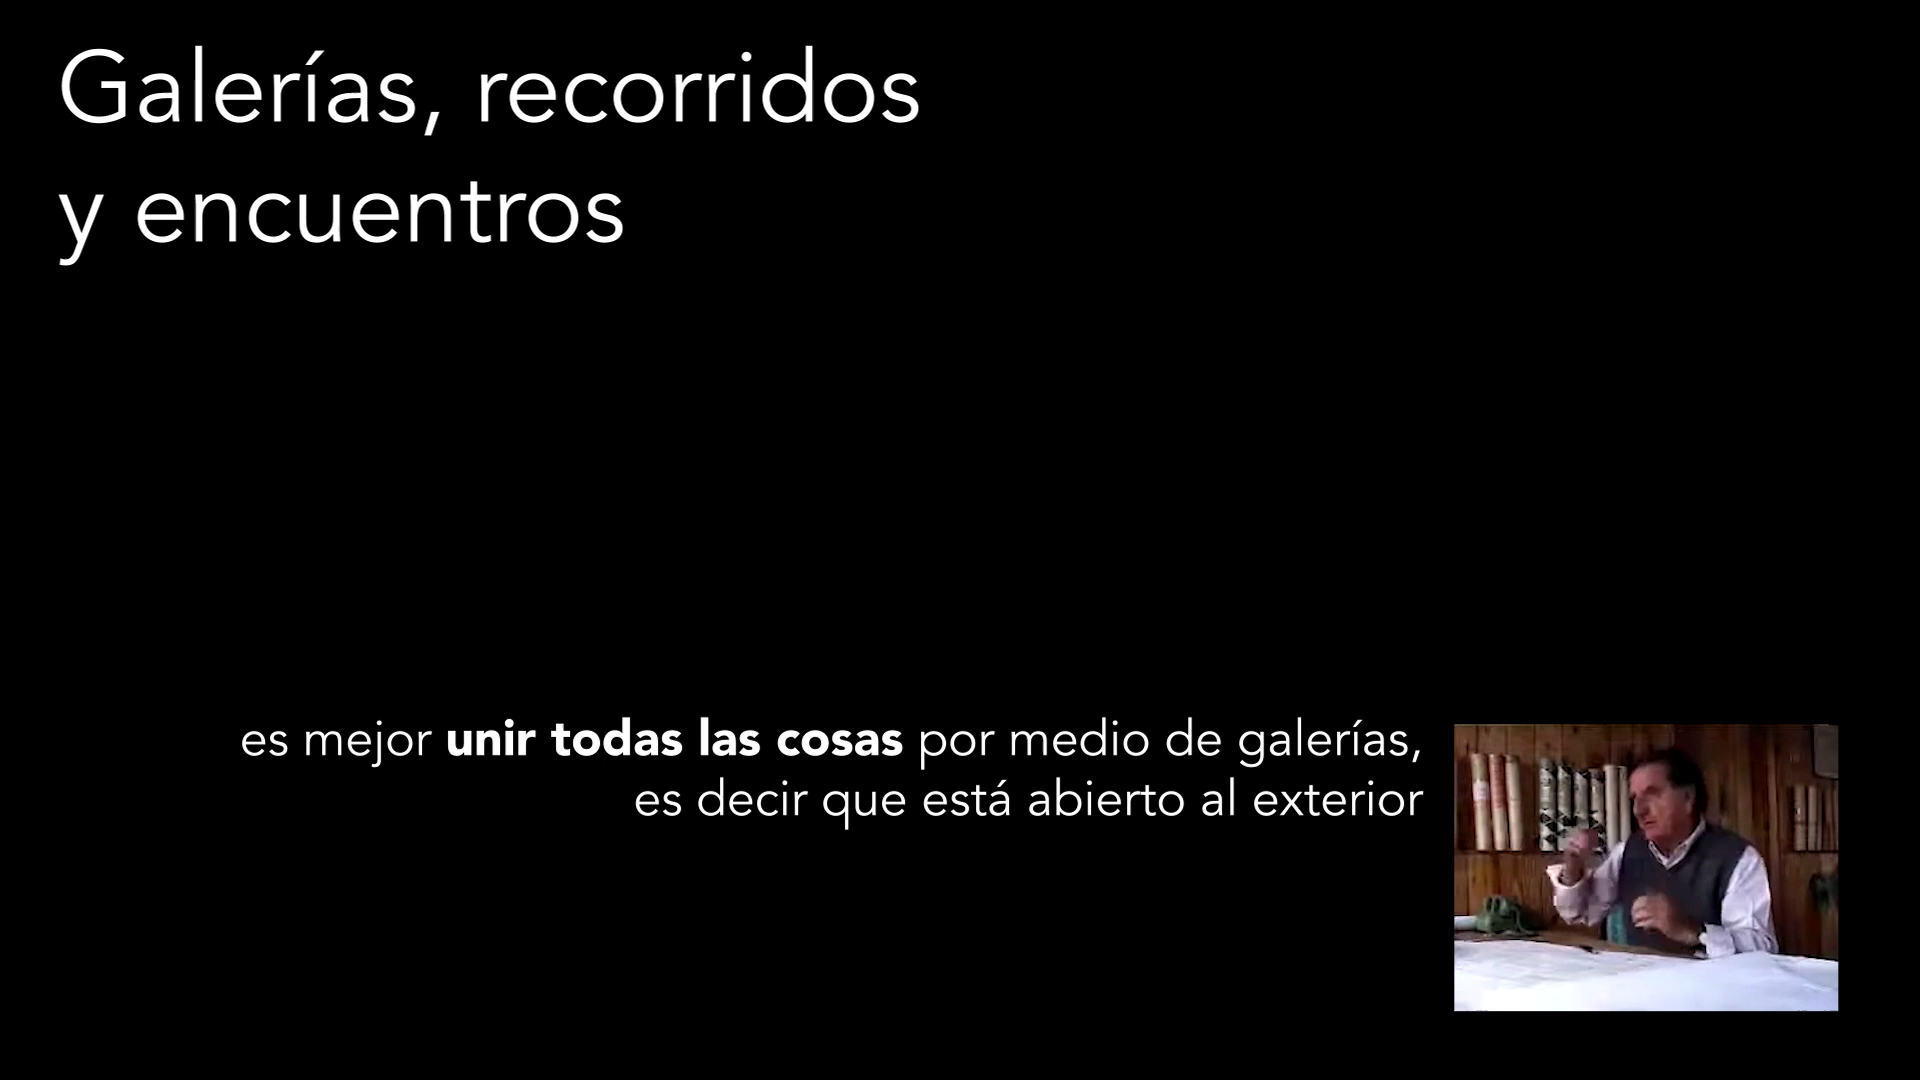 Galerías, recorridos
y encuentros
es mejor unir todas las cosas por medio de galerías,
es decir que está abierto al exterior